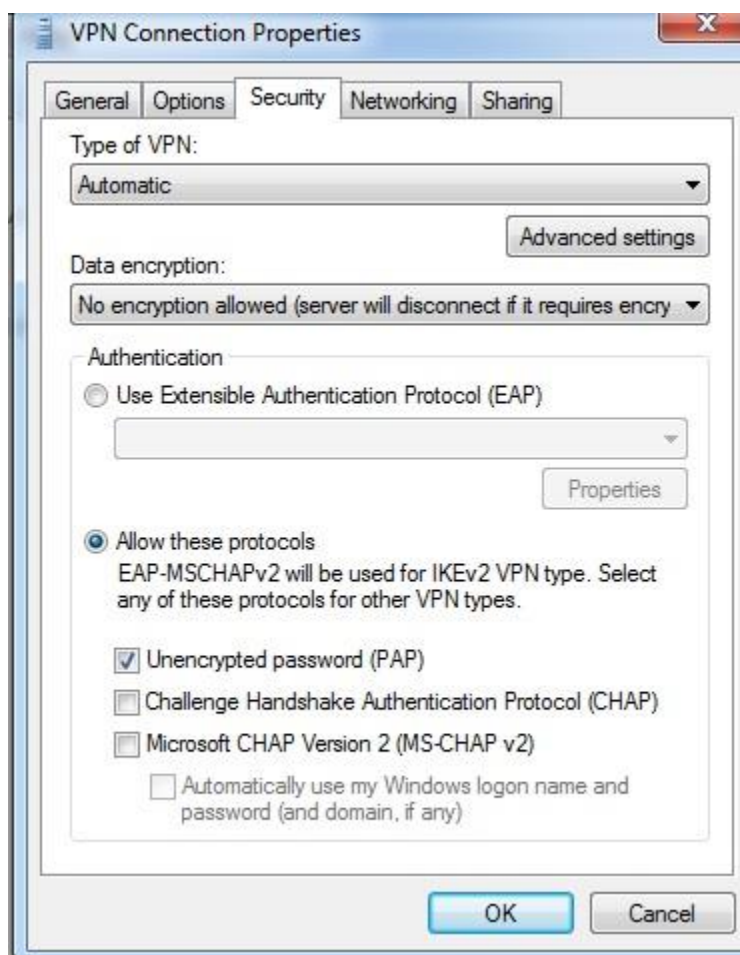 VPN Connection Properties
General Options Security Networking Sharing
Type of VPN:
Automatic
Advanced settings
Data encryption:
No encryption allowed (server will disconnect if it requires encry
Authentication
Use Extensible Authentication Protocol (EAP)
Properties
Allow these protocols
EAP-MSCHAPv2 will be used for IKEv2 VPN type. Select
any of these protocols for other VPN types.
Unencrypted password (PAP)
Challenge Handshake Authentication Protocol (CHAP)
Microsoft CHAP Version 2 (MS-CHAP v2)
Automatically use my Windows logon name and
password (and domain, if any)
OK Cancel